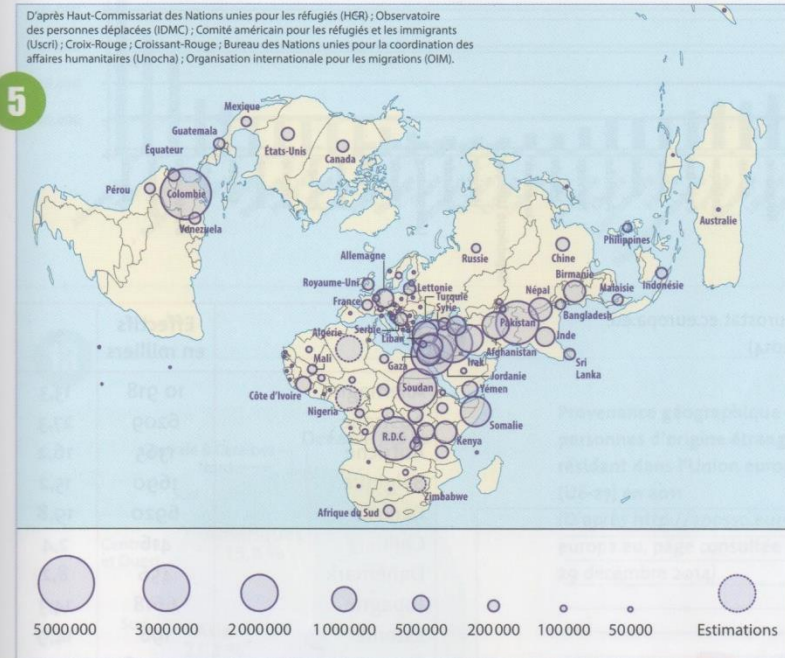 D'après Haut-Commissariat des Nations unies pour les réfugiés (HCR) ; Observatoire
des personnes déplacées (IDMC) ; Comité américain pour les réfugiés et les immigrants
(Uscri) ; Croix-Rouge ; Croissant-Rouge ; Bureau des Nations unies pour la coordination des
affaires humanitaires (Unocha) ; Organisation internationale pour les migrations (OIM).
5
Mexique
Guatemala
États-Unis
Équateur
Canada
Pérou
Colombie
Venezuela
Australie
Philippines
Allemagne
Russie
Chine
Birmanie
Royaume-Uni
Lettonie
Népal
Malaisie
Indonésie
France
Turquie
Syrie
Bangladesh
Algérie
Serbie
Liban
Pakistan
Inde
Mali
Gaza
Irak
Afghanistan
Sri
Lanka
Jordanie
Côte d'Ivoire
Soudan
Yémen
Nigeria
Somalie
R.D.C.
Kenya
Zimbabwe
Afrique du Sud
5 000 000
3 000 000
2 000 000
1 000 000
500 000
200 000
100 000
50 000
Estimations